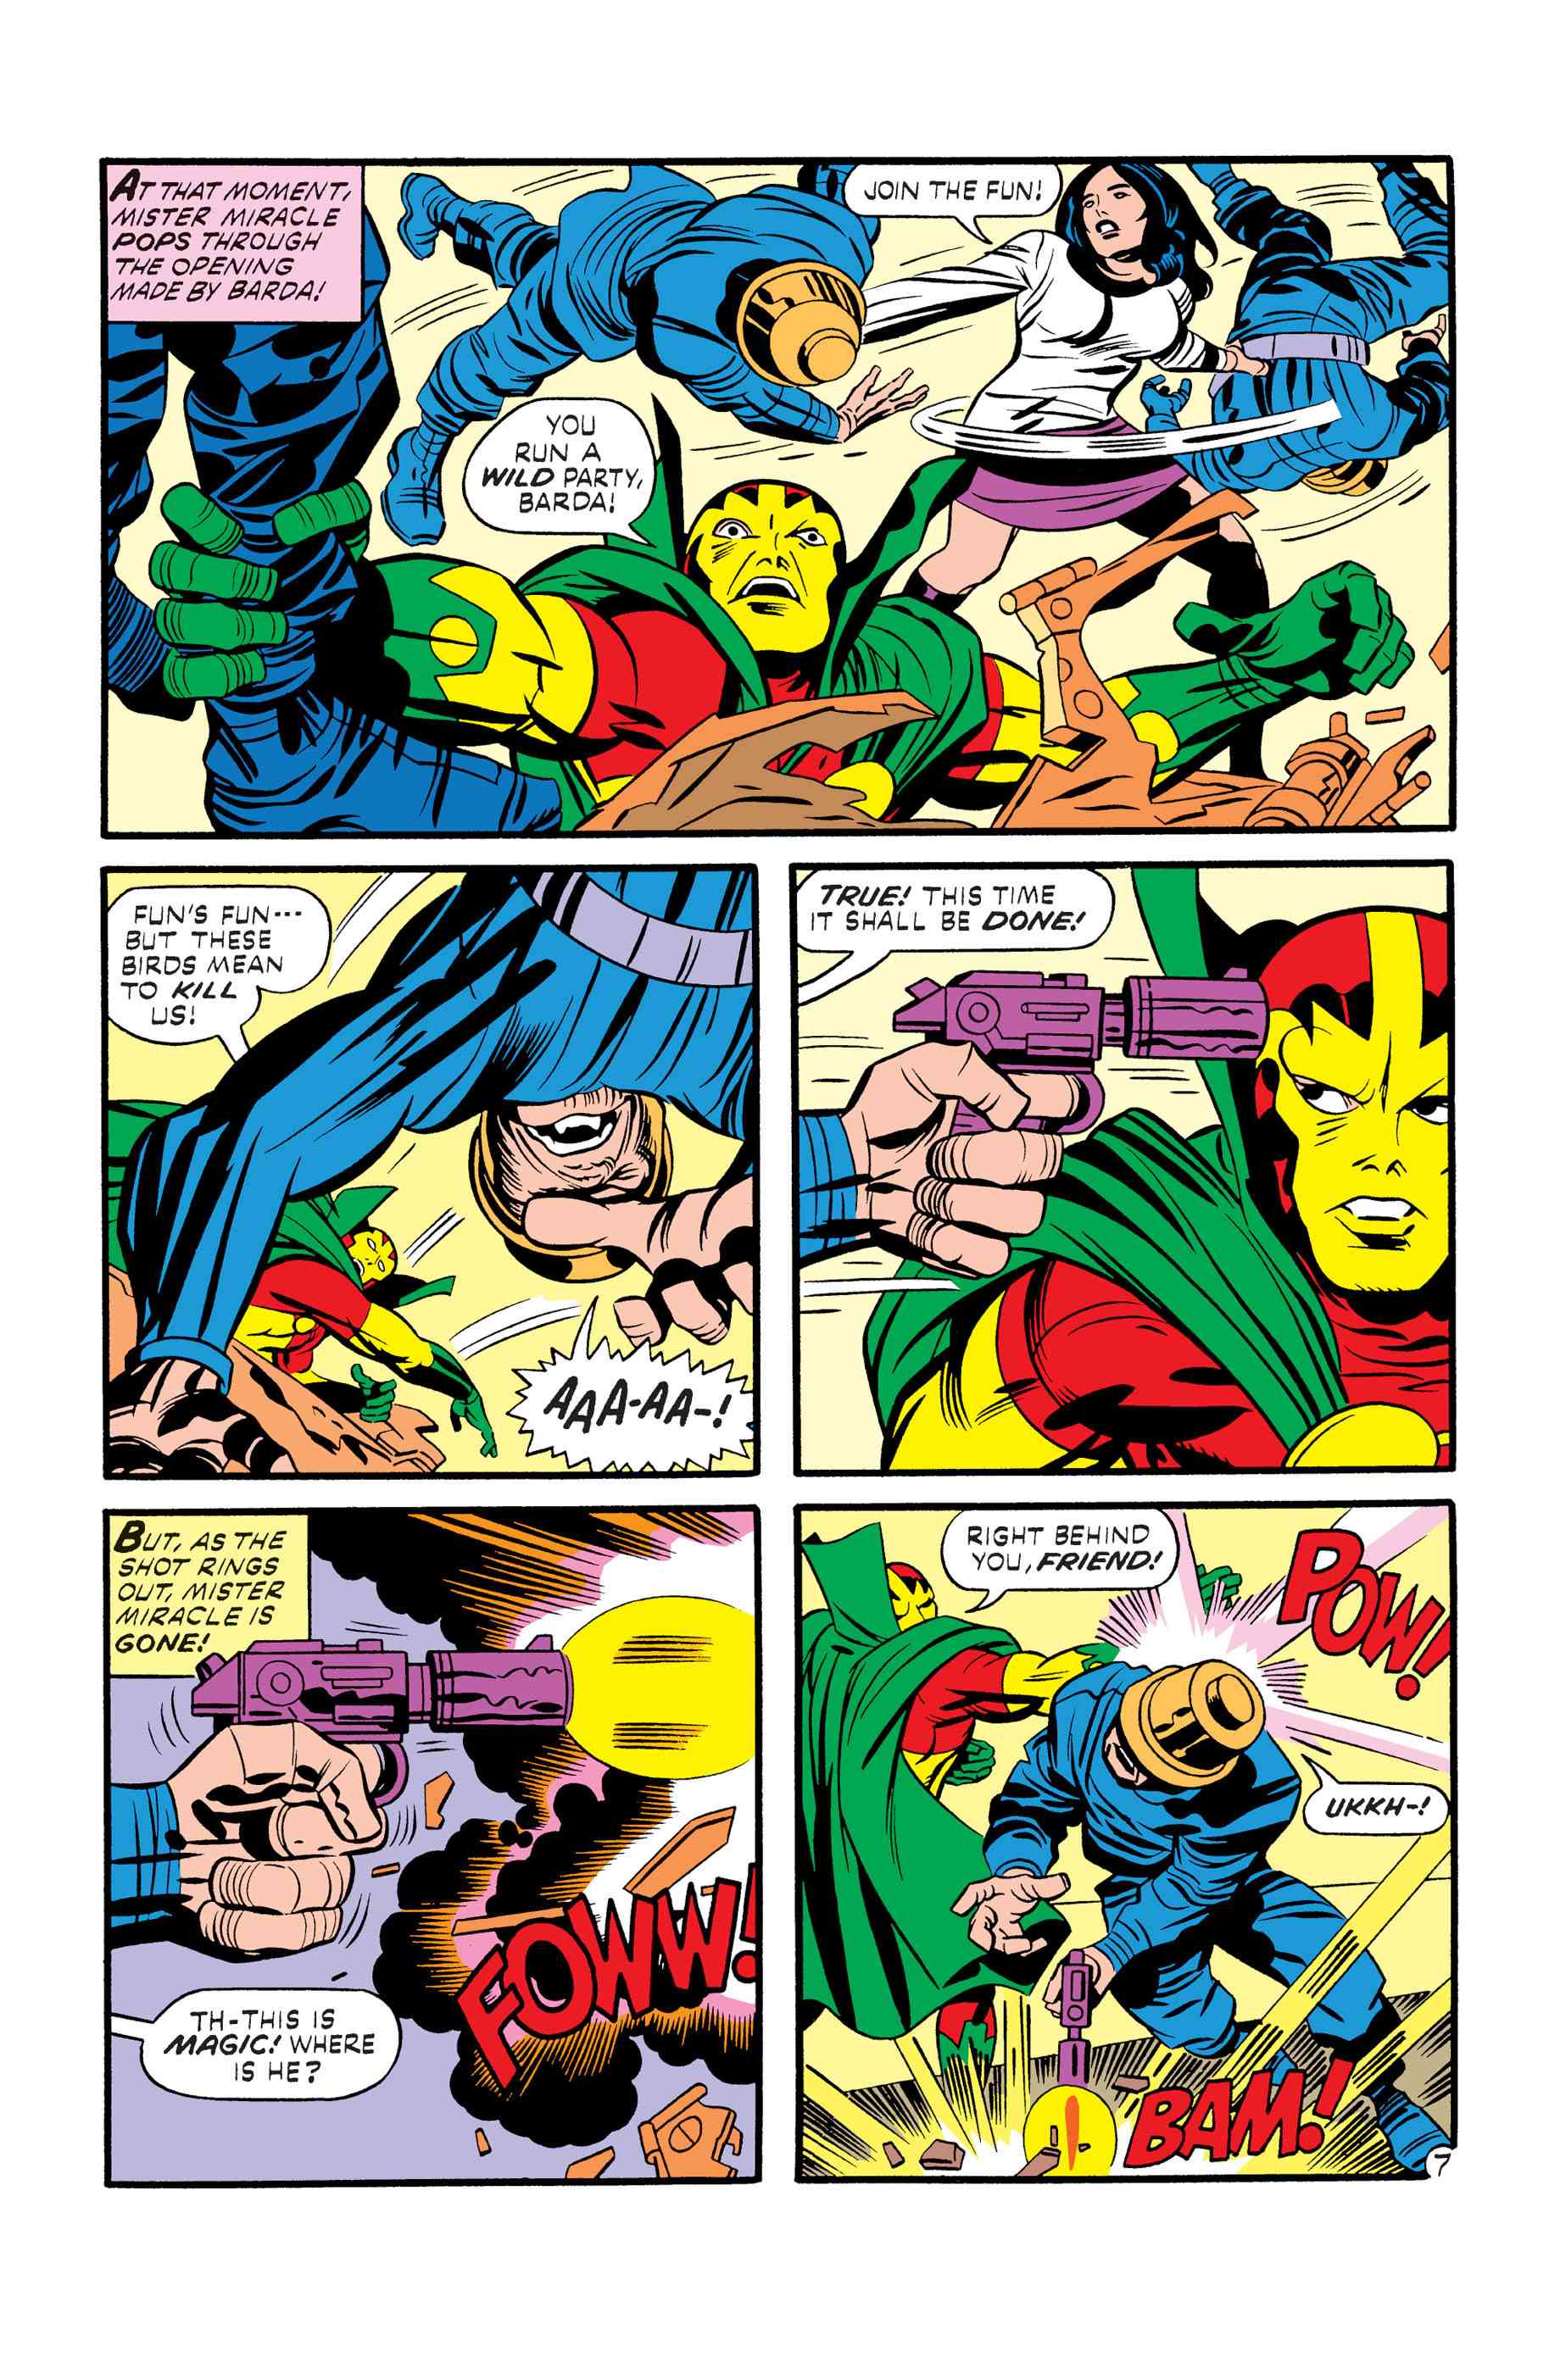 AT THAT MOMENT,
MISTER MIRACLE
POPS THROUGH
THE OPENING
MADE BY BARDA!
JOIN THE FUN!
YOU
RUN A
WILD PARTY,
BARDA!
FUN'S FUN---
BUT THESE
BIRDS MEAN
TO KILL
US!
AAA-AA-!
TRUE! THIS TIME
IT SHALL BE DONE!
BUT, AS THE
SHOT RINGS
OUT, MISTER
MIRACLE IS
GONE!
FOWW!
TH-THIS IS
MAGIC! WHERE
IS HE?
RIGHT BEHIND
YOU, FRIEND!
POW!
UKKH-!
BAM!
7